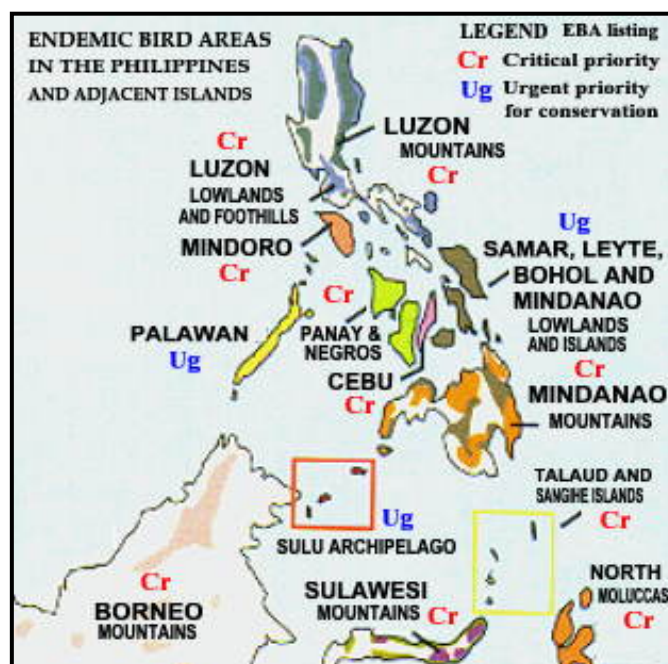 ENDEMIC BIRD AREAS
IN THE PHILIPPINES
AND ADJACENT ISLANDS
LEGEND EBA listing
Cr Critical priority
Ug Urgent priority
for conservation
Cr
LUZON
LOWLANDS
AND FOOTHILLS
LUZON
MOUNTAINS
Cr
MINDORO
Cr
Ug
SAMAR, LEYTE,
BOHOL AND
MINDANAO
LOWLANDS
AND ISLANDS
Cr
PANAY &
NEGROS
PALAWAN
Ug
CEBU
Cr
Cr
MINDANAO
MOUNTAINS
TALAUD AND
SANGIHE ISLANDS
Cr
Ug
SULU ARCHIPELAGO
Cr
BORNEO
MOUNTAINS
SULAWESI
MOUNTAINS
Cr
NORTH
MOLUCCAS
Cr